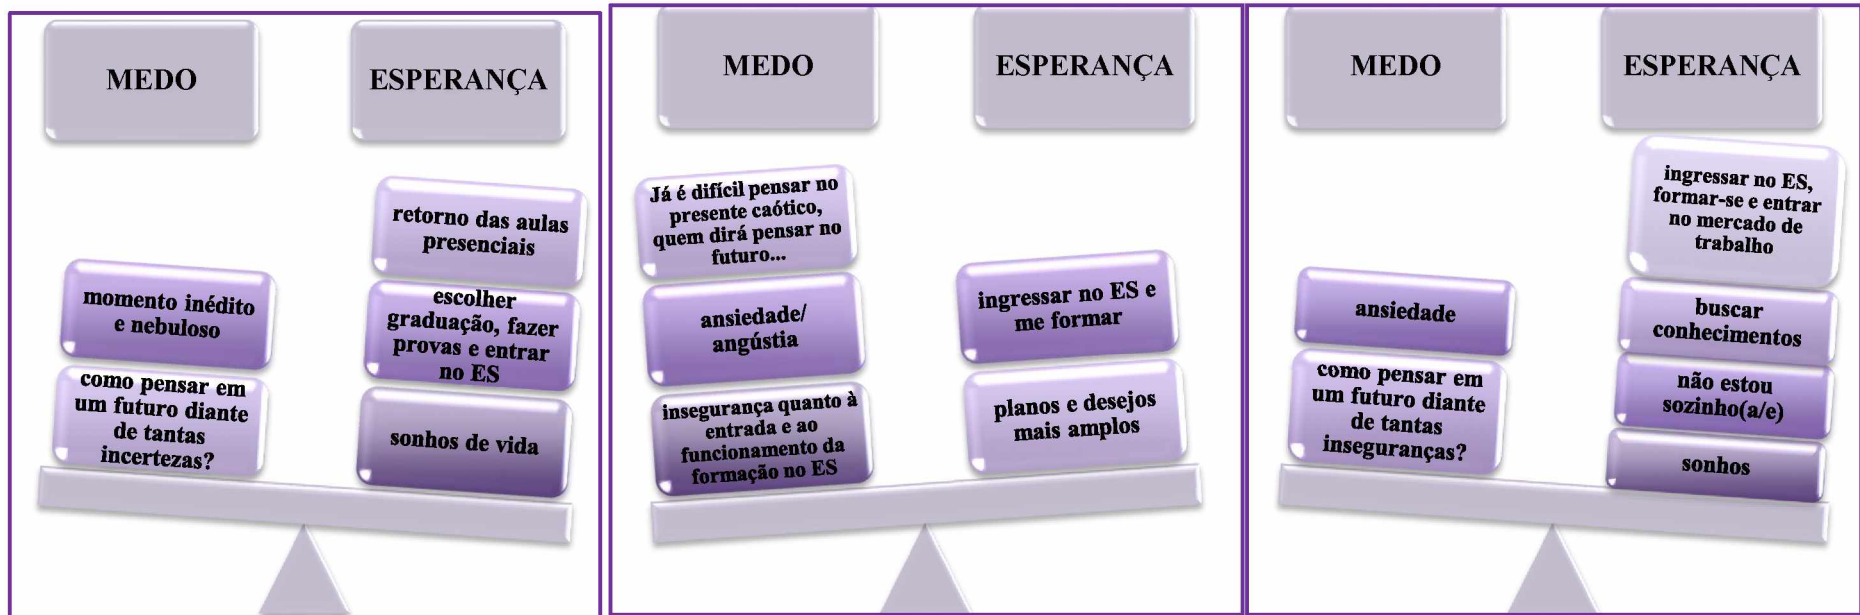 MEDO
ESPERANÇA
momento inédito
e nebuloso
como pensar em
um futuro diante
de tantas
incertezas?
retorno das aulas
presenciais
escolher
graduação, fazer
provas e entrar
no ES
sonhos de vida
MEDO
ESPERANÇA
Já é difícil pensar no
presente caótico,
quem dirá pensar no
futuro...
ansiedade/
angústia
insegurança quanto à
entrada e ao
funcionamento da
formação no ES
ingressar no ES e
me formar
planos e desejos
mais amplos
MEDO
ESPERANÇA
ansiedade
como pensar em
um futuro diante
de tantas
inseguranças?
ingressar no ES,
formar-se e entrar
no mercado de
trabalho
buscar
conhecimentos
não estou
sozinho(a/e)
sonhos